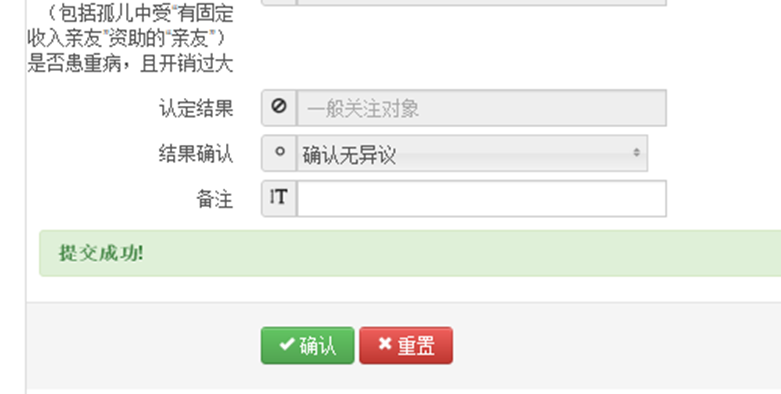 （包括孤儿中受“有固定
收入亲友”资助的“亲友”）
是否患重病，且开销过大
认定结果 一般关注对象
结果确认 确认无异议
备注
提交成功!
确认 重置